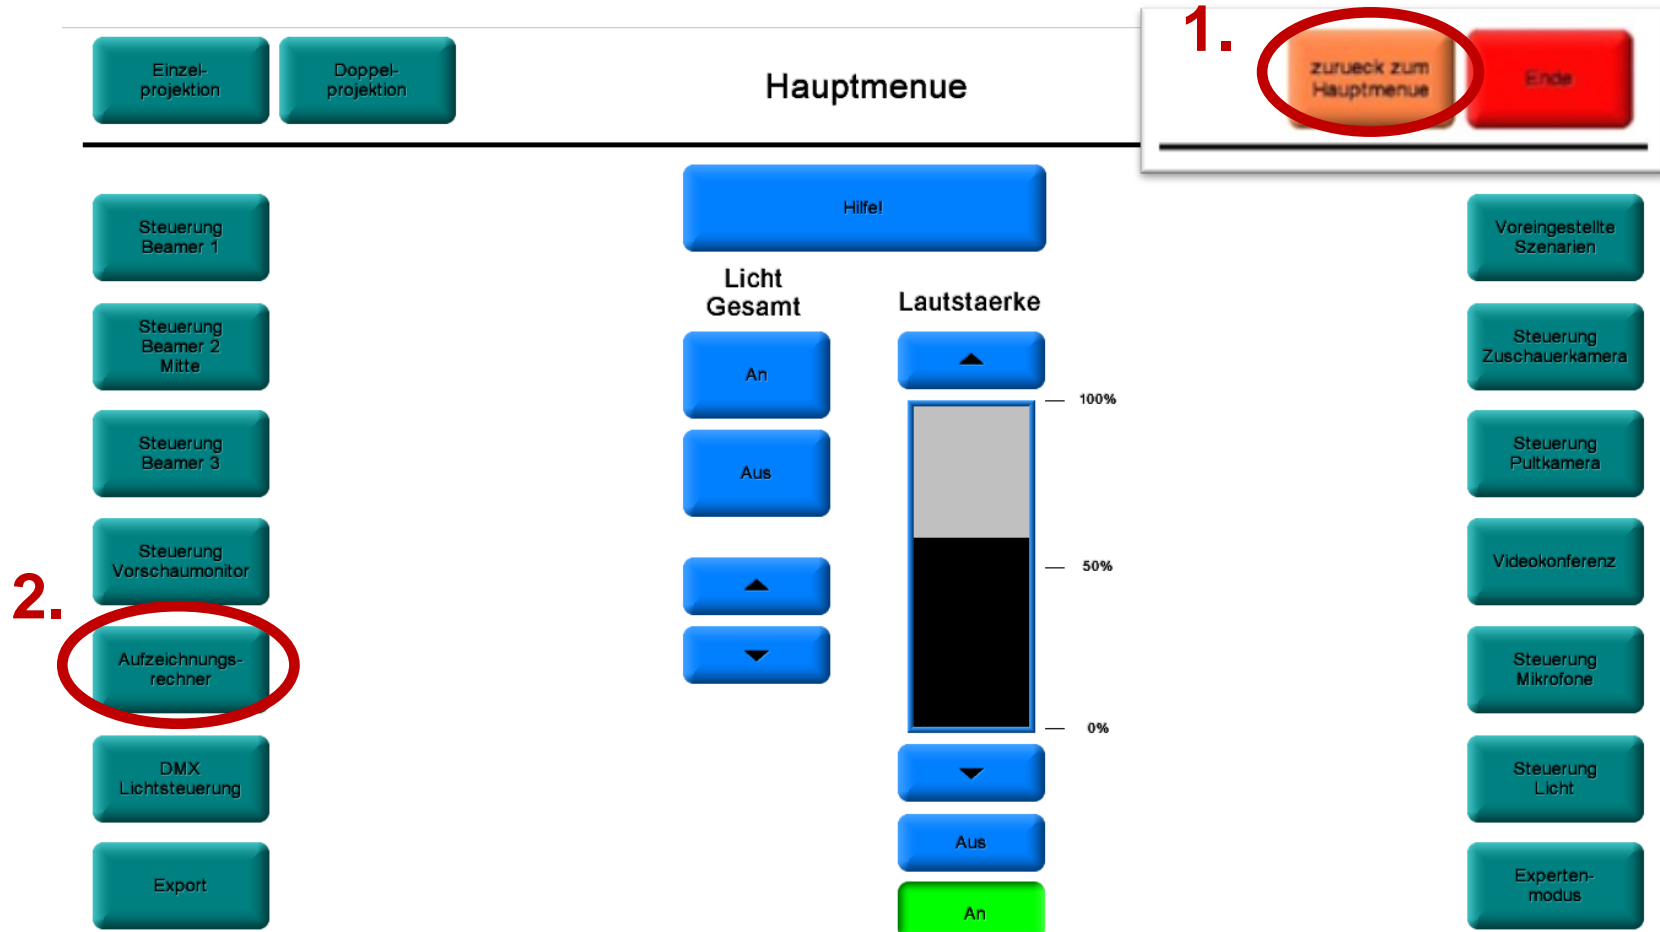 1.
Einzel-
projektion
Doppel-
projektion
Hauptmenue
zurueck zum
Hauptmenue
Ende
Hilfe!
Steuerung
Beamer 1
Steuerung
Beamer 2
Mitte
Steuerung
Beamer 3
Steuerung
Vorschaumonitor
2.
Aufzeichnungs-
rechner
DMX
Lichtsteuerung
Export
Licht
Gesamt
An
Aus
Lautstaerke
100%
50%
0%
Aus
An
Voreingestellte
Szenarien
Steuerung
Zuschauerkamera
Steuerung
Pultkamera
Videokonferenz
Steuerung
Mikrofone
Steuerung
Licht
Experten-
modus